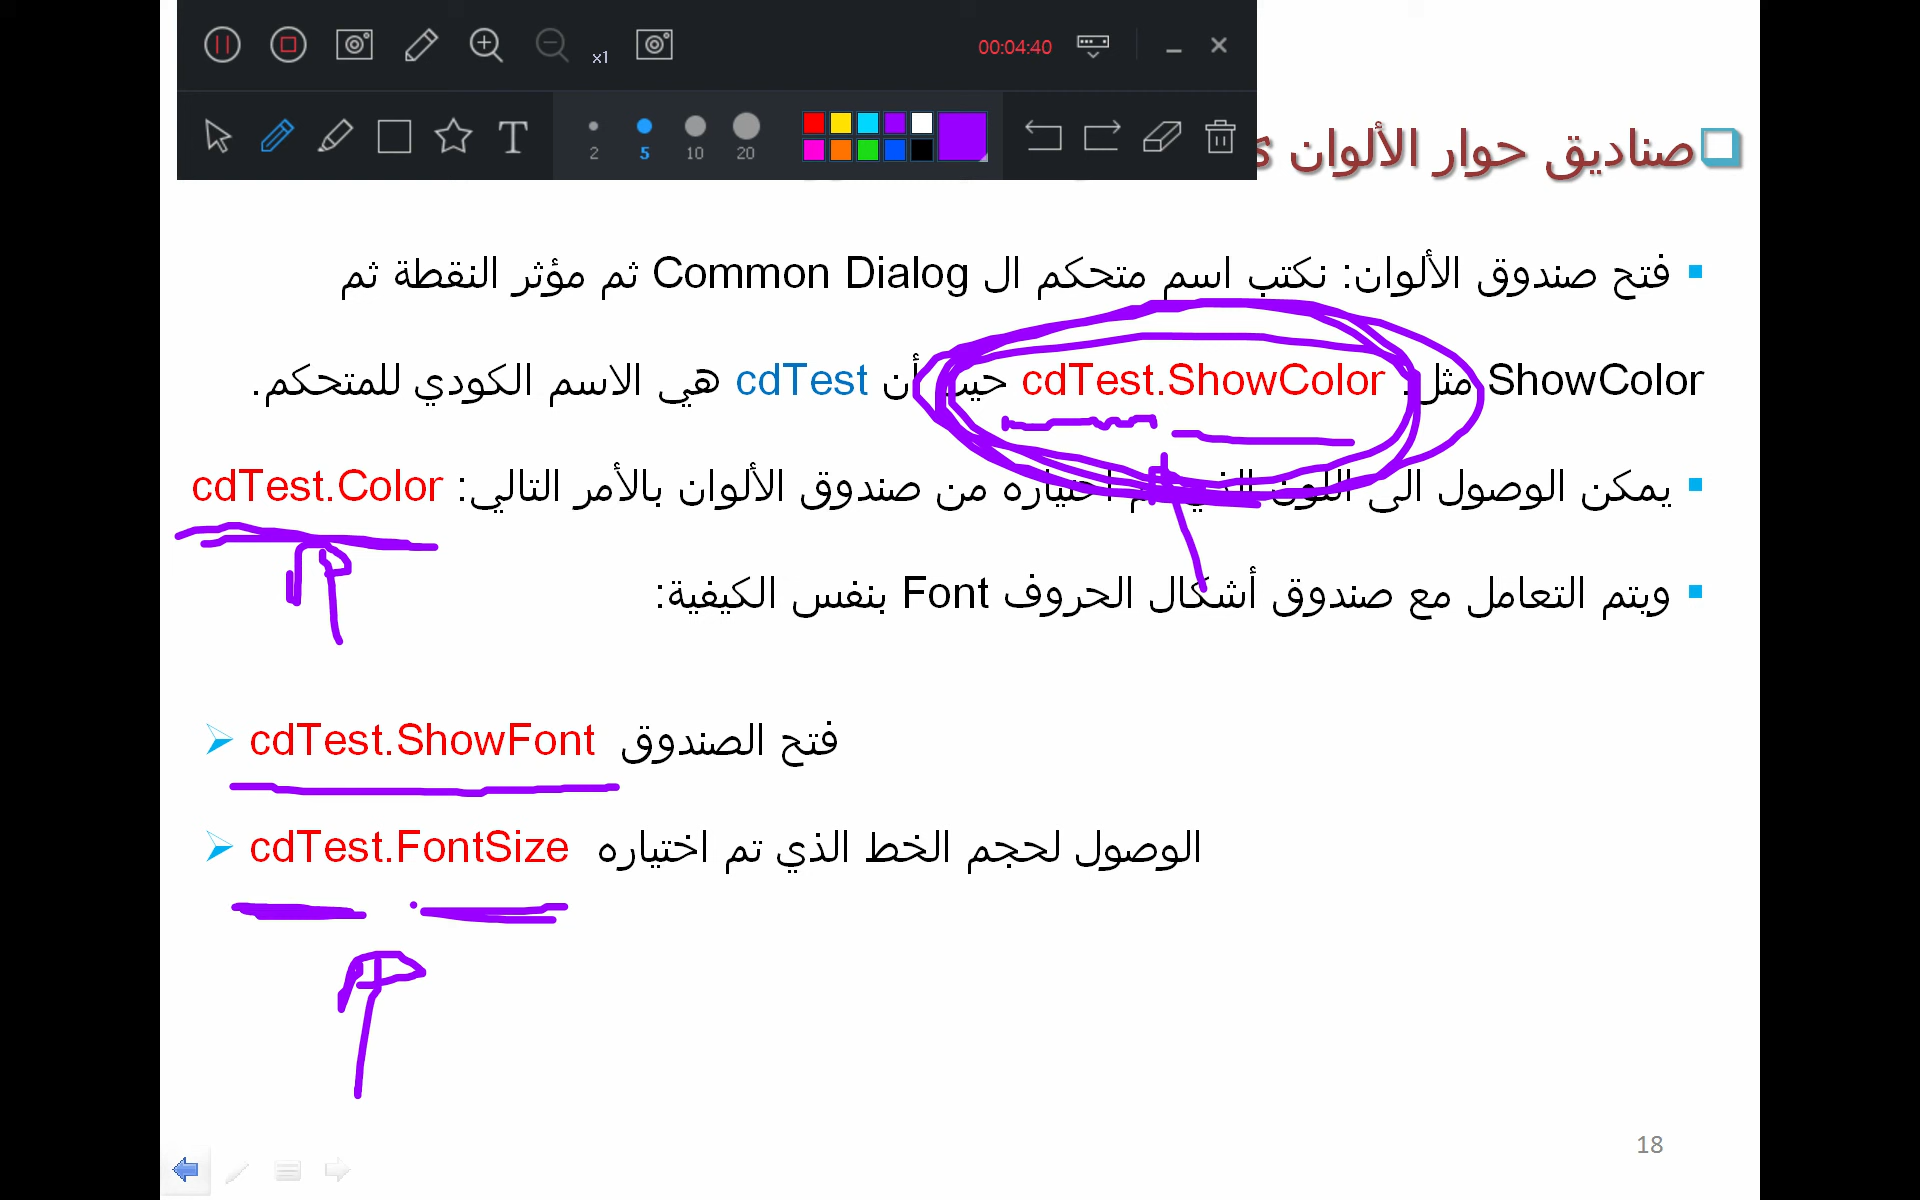 x1
00:04:40
2
5
10
20
صناديق حوار الألوان
فتح صندوق الألوان: نكتب اسم متحكم ال Common Dialog ثم مؤثر النقطة ثم
ShowColor مثل: cdTest.ShowColor حيث أن cdTest هي الاسم الكودي للمتحكم.
يمكن الوصول الى اللون الذي تم اختياره من صندوق الألوان بالأمر التالي: cdTest.Color
ويتم التعامل مع صندوق أشكال الحروف Font بنفس الكيفية:
cdTest.ShowFont فتح الصندوق
cdTest.FontSize الوصول لحجم الخط الذي تم اختياره
18